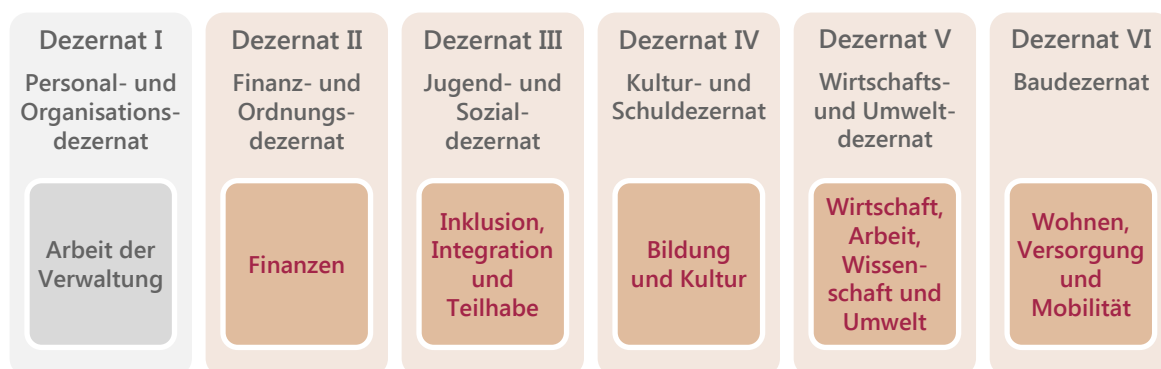 Dezernat I
Personal- und
Organisations-
dezernat
Arbeit der
Verwaltung
Dezernat II
Finanz- und
Ordnungs-
dezernat
Finanzen
Dezernat III
Jugend- und
Sozial-
dezernat
Inklusion,
Integration
und
Teilhabe
Dezernat IV
Kultur- und
Schuldezernat
Bildung
und Kultur
Dezernat V
Wirtschafts-
und Umwelt-
dezernat
Wirtschaft,
Arbeit,
Wissen-
schaft und
Umwelt
Dezernat VI
Baudezernat
Wohnen,
Versorgung
und
Mobilität